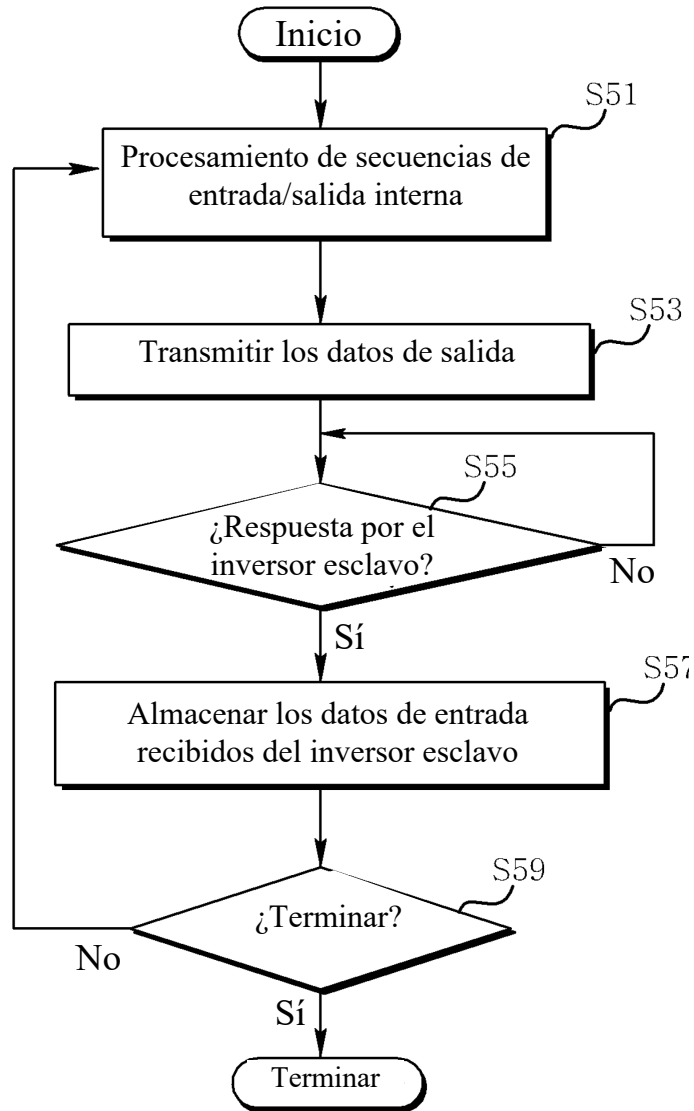 Inicio
S51
Procesamiento de secuencias de
entrada/salida interna
S53
Transmitir los datos de salida
S55
¿Respuesta por el
inversor esclavo?
No
Sí
S57
Almacenar los datos de entrada
recibidos del inversor esclavo
S59
¿Terminar?
No
Sí
Terminar